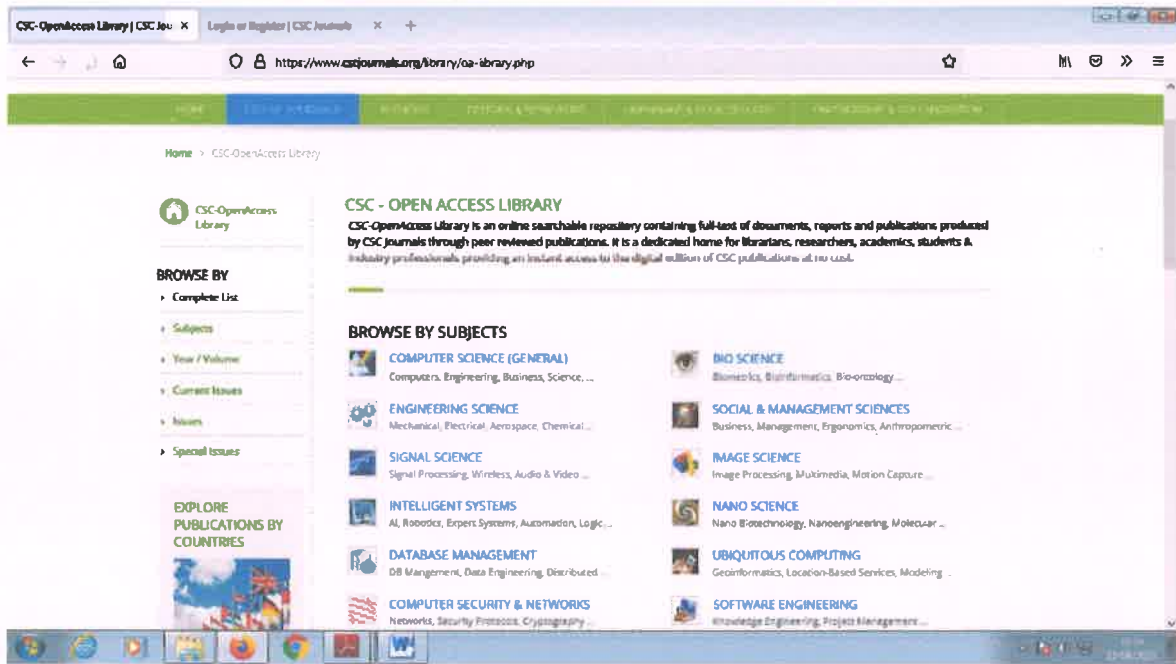 CSC-OpenAccess Library | CSC Jou ×
Login or Register | CSC Journals × +
https://www.cscjournals.org/library/oa-library.php
HOME
Home > CSC-OpenAccess Library
CSC-OpenAccess
Library
BROWSE BY
Complete List
Subjects
Year / Volume
Current Issues
Issues
Special Issues
EXPLORE
PUBLICATIONS BY
COUNTRIES
CSC - OPEN ACCESS LIBRARY
CSC-OpenAccess Library is an online searchable repository containing full-text of documents, reports and publications produced
by CSC Journals through peer reviewed publications. It is a dedicated home for librarians, researchers, academics, students &
industry professionals providing an instant access to the digital edition of CSC publications at no cost.
BROWSE BY SUBJECTS
COMPUTER SCIENCE (GENERAL)
Computers, Engineering, Business, Science, ...
ENGINEERING SCIENCE
Mechanical, Electrical, Aerospace, Chemical ...
SIGNAL SCIENCE
Signal Processing, Wireless, Audio & Video ...
INTELLIGENT SYSTEMS
AI, Robotics, Expert Systems, Automation, Logic ...
DATABASE MANAGEMENT
DB Mangement, Data Engineering, Distributed ...
COMPUTER SECURITY & NETWORKS
Networks, Security Protocols, Cryptography ...
BIO SCIENCE
Biometrics, Bioinformatics, Bio-ontology ...
SOCIAL & MANAGEMENT SCIENCES
Business, Management, Ergonomics, Anthropometric ...
IMAGE SCIENCE
Image Processing, Multimedia, Motion Capture ...
NANO SCIENCE
Nano Biotechnology, Nanoengineering, Molecular ...
UBIQUITOUS COMPUTING
Geoinformatics, Location-Based Services, Modeling ...
SOFTWARE ENGINEERING
Knowledge Engineering, Project Management ...